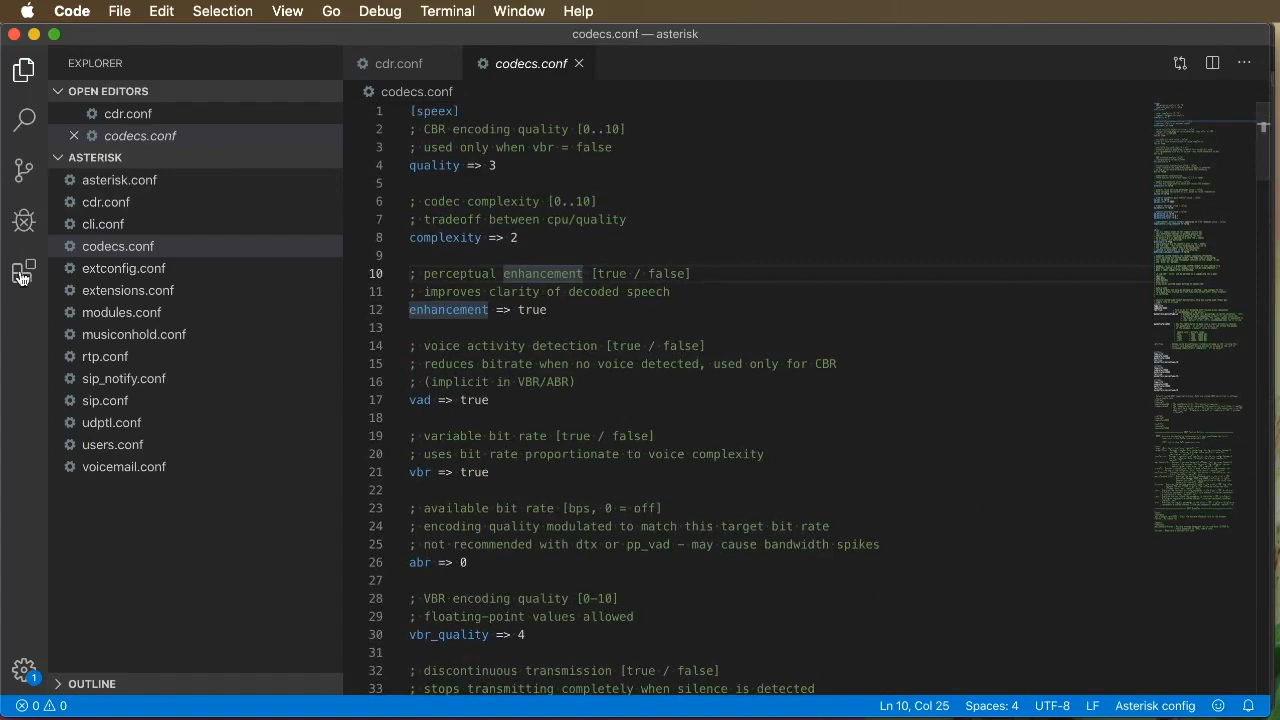 Code File Edit Selection View Go Debug Terminal Window Help
codecs.conf — asterisk
EXPLORER
OPEN EDITORS
cdr.conf
codecs.conf
ASTERISK
asterisk.conf
cdr.conf
cli.conf
codecs.conf
extconfig.conf
extensions.conf
modules.conf
musiconhold.conf
rtp.conf
sip_notify.conf
sip.conf
udptl.conf
users.conf
voicemail.conf
OUTLINE
1
cdr.conf codecs.conf
codecs.conf
1 [speex]
2 ; CBR encoding quality [0..10]
3 ; used only when vbr = false
4 quality => 3
5
6 ; codec complexity [0..10]
7 ; tradeoff between cpu/quality
8 complexity => 2
9
10 ; perceptual enhancement [true / false]
11 ; improves clarity of decoded speech
12 enhancement => true
13
14 ; voice activity detection [true / false]
15 ; reduces bitrate when no voice detected, used only for CBR
16 ; (implicit in VBR/ABR)
17 vad => true
18
19 ; variable bit rate [true / false]
20 ; uses bit rate proportionate to voice complexity
21 vbr => true
22
23 ; available bit rate [bps, 0 = off]
24 ; encoding quality modulated to match this target bit rate
25 ; not recommended with dtx or pp_vad - may cause bandwidth spikes
26 abr => 0
27
28 ; VBR encoding quality [0-10]
29 ; floating-point values allowed
30 vbr_quality => 4
31
32 ; discontinuous transmission [true / false]
33 ; stops transmitting completely when silence is detected
0 0 Ln 10, Col 25 Spaces: 4 UTF-8 LF Asterisk config